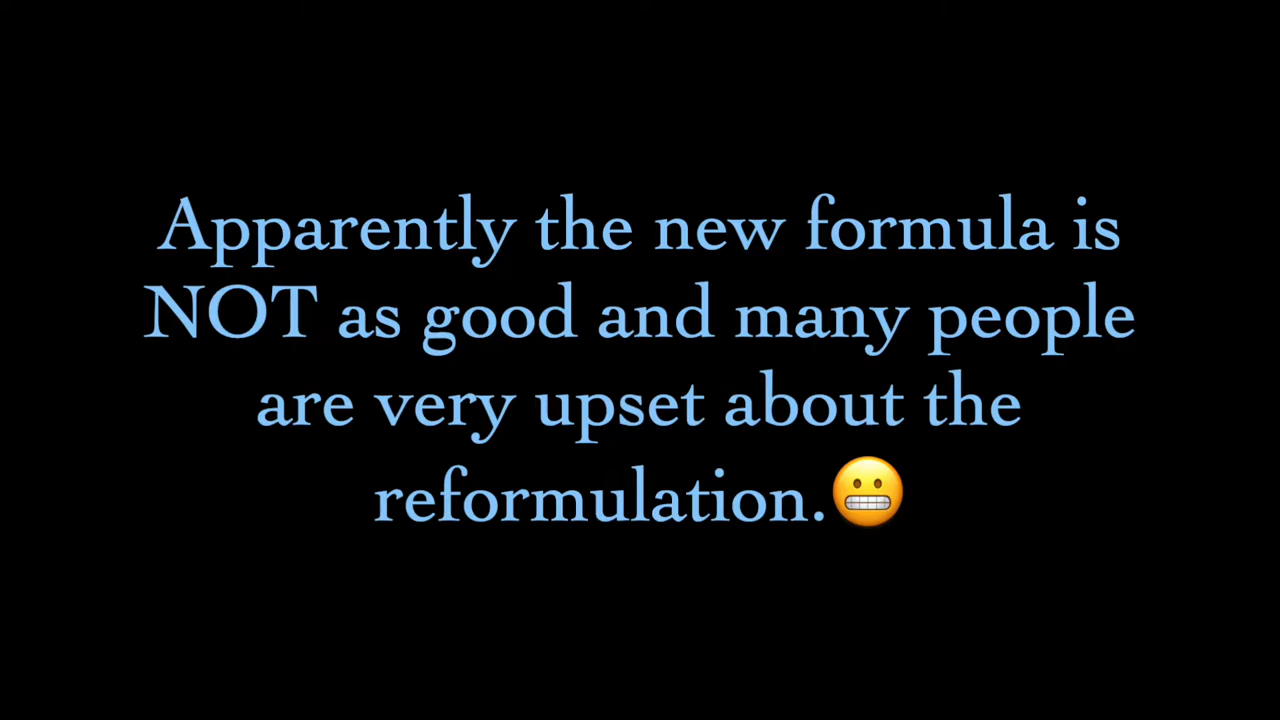 Apparently the new formula is
NOT as good and many people
are very upset about the
reformulation.😬